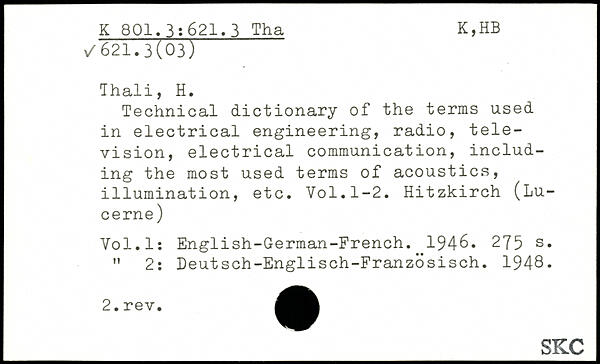 K 801.3:621.3 Tha K,HB
✓621.3(03)
Thali, H.
Technical dictionary of the terms used
in electrical engineering, radio, tele-
vision, electrical communication, includ-
ing the most used terms of acoustics,
illumination, etc. Vol.1-2. Hitzkirch (Lu-
cerne)
Vol.1: English-German-French. 1946. 275 s.
" 2: Deutsch-Englisch-Französisch. 1948.
2.rev.
SKC